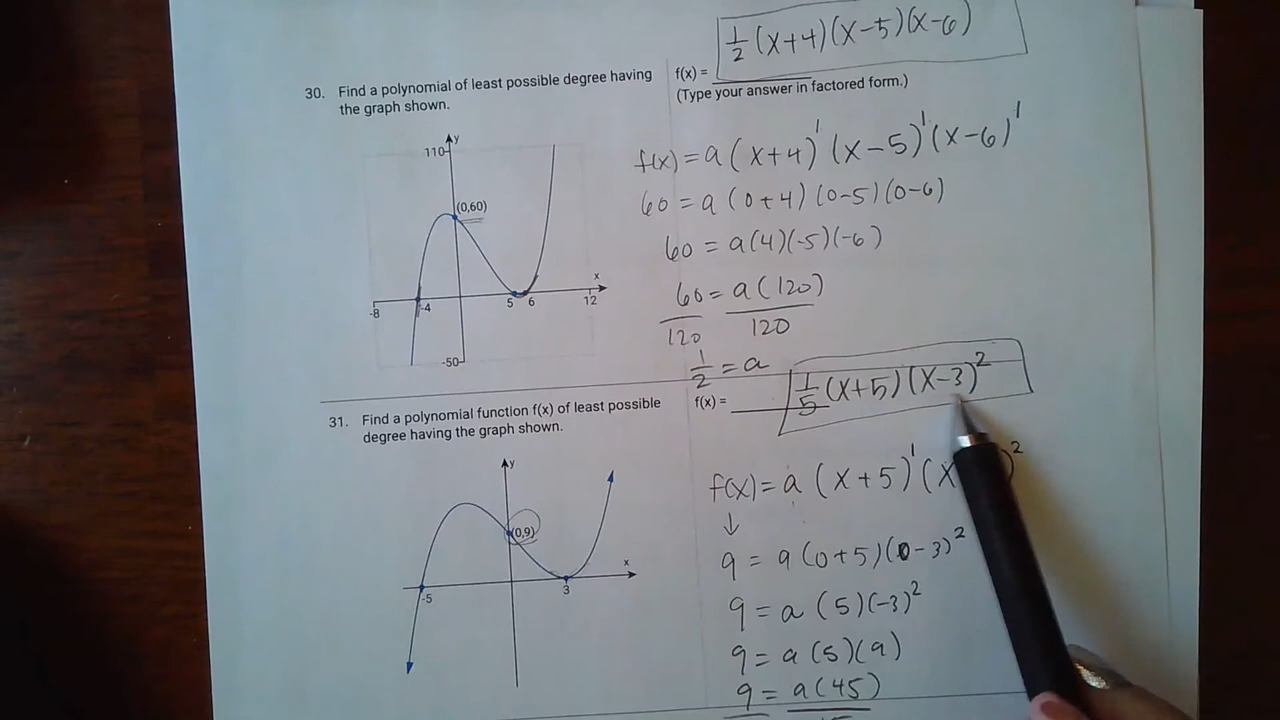 1/2 (x+4)(x-5)(x-6)
f(x) =
(Type your answer in factored form.)
30. Find a polynomial of least possible degree having
the graph shown.
y
110
(0,60)
x
-8
-4
5
6
12
-50
f(x) = a (x+4)¹ (x-5)¹ (x-6)¹
60 = a (0+4) (0-5) (0-6)
60 = a(4)(-5)(-6)
60 = a(120)
120 120
1/2 = a
31. Find a polynomial function f(x) of least possible
degree having the graph shown.
f(x) = 1/5 (x+5) (x-3)²
y
(0,9)
x
-5
3
f(x) = a (x+5)¹ (x )²
9 = a (0+5)(0-3)²
9 = a (5)(-3)²
9 = a (5)(9)
9 = a(45)